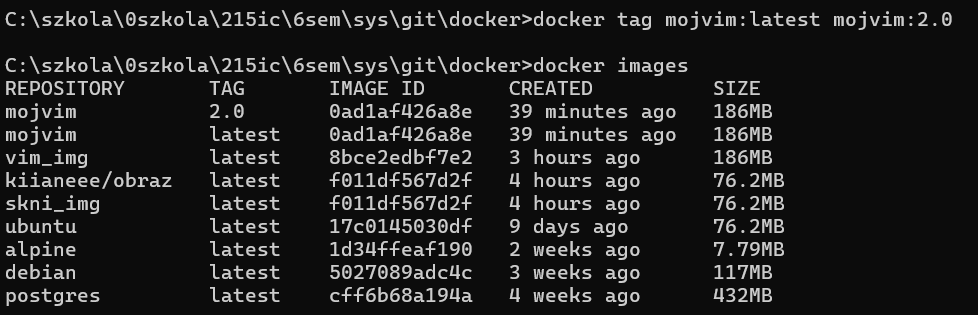 C:\szkola\0szkola\215ic\6sem\sys\git\docker>docker tag mojvim:latest mojvim:2.0
C:\szkola\0szkola\215ic\6sem\sys\git\docker>docker images
REPOSITORY TAG IMAGE ID CREATED SIZE
mojvim 2.0 0ad1af426a8e 39 minutes ago 186MB
mojvim latest 0ad1af426a8e 39 minutes ago 186MB
vim_img latest 8bce2edbf7e2 3 hours ago 186MB
kiianeee/obraz latest f011df567d2f 4 hours ago 76.2MB
skni_img latest f011df567d2f 4 hours ago 76.2MB
ubuntu latest 17c0145030df 9 days ago 76.2MB
alpine latest 1d34ffeaf190 2 weeks ago 7.79MB
debian latest 5027089adc4c 3 weeks ago 117MB
postgres latest cff6b68a194a 4 weeks ago 432MB